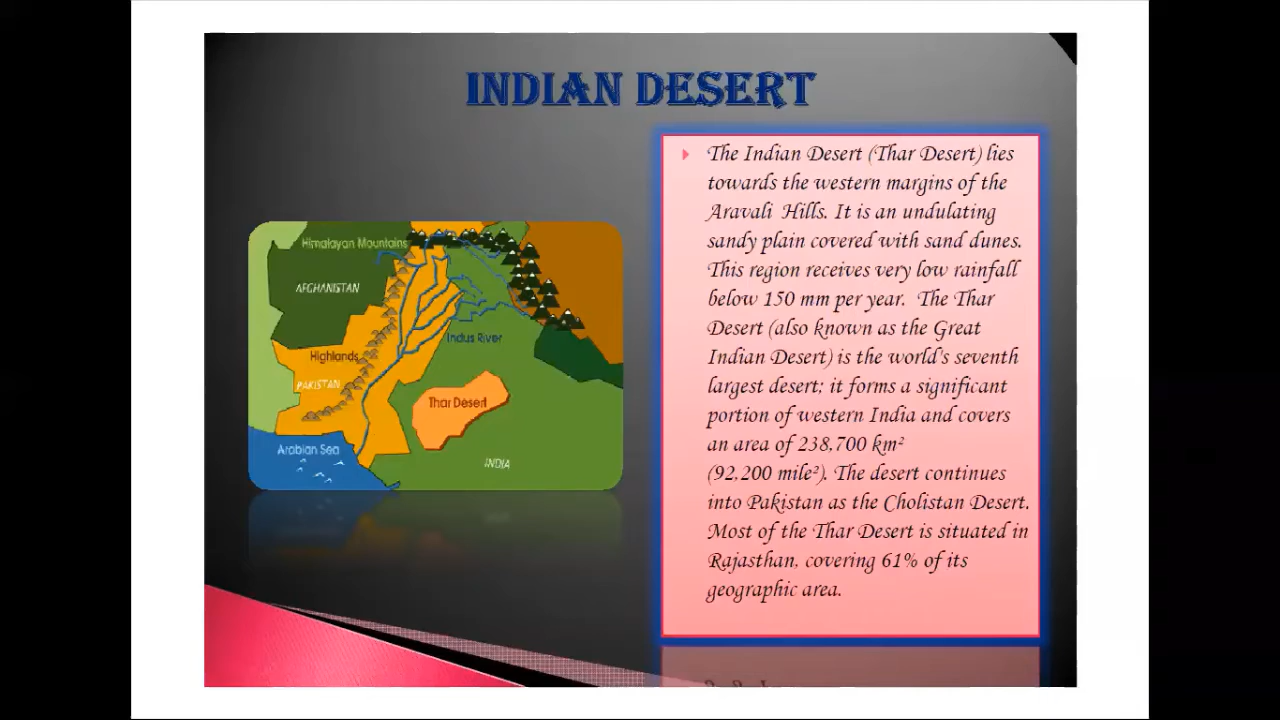 INDIAN DESERT
Himalayan Mountains
AFGHANISTAN
Indus River
Highlands
PAKISTAN
Thar Desert
Arabian Sea
INDIA
The Indian Desert (Thar Desert) lies
towards the western margins of the
Aravali Hills. It is an undulating
sandy plain covered with sand dunes.
This region receives very low rainfall
below 150 mm per year. The Thar
Desert (also known as the Great
Indian Desert) is the world's seventh
largest desert; it forms a significant
portion of western India and covers
an area of 238,700 km²
(92,200 mile²). The desert continues
into Pakistan as the Cholistan Desert.
Most of the Thar Desert is situated in
Rajasthan, covering 61% of its
geographic area.